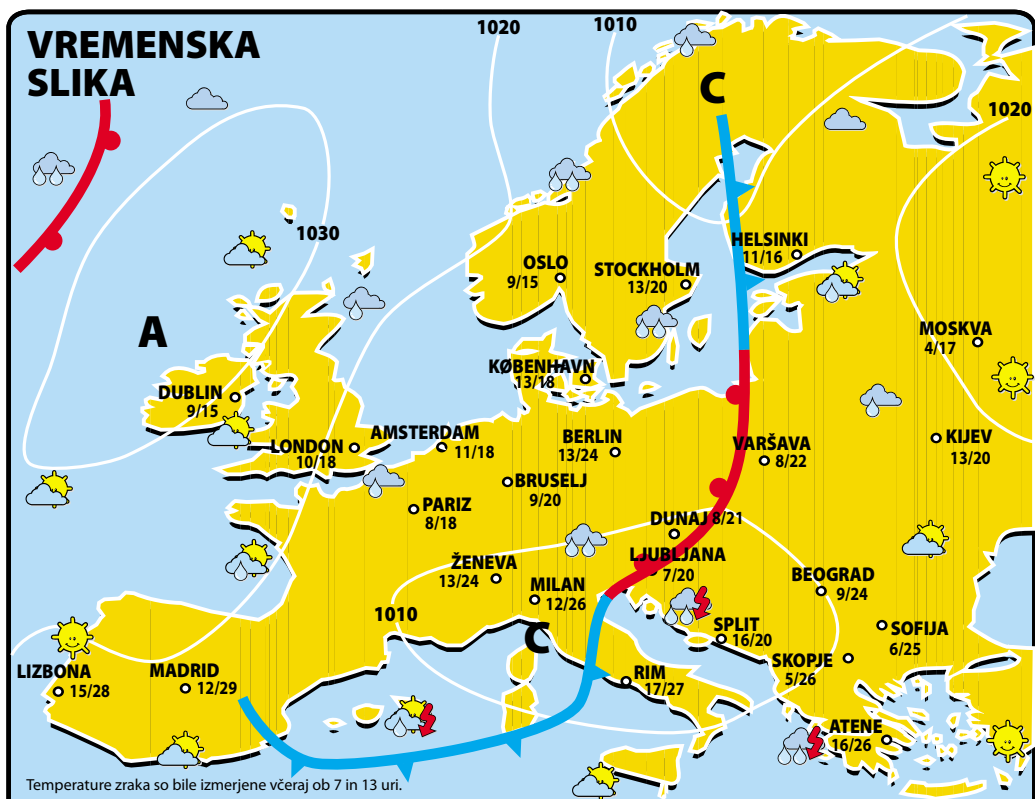 VREMENSKA
SLIKA
1020
1010
C
1020
1030
A
HELSINKI
11/16
OSLO
9/15
STOCKHOLM
13/20
MOSKVA
4/17
KØBENHAVN
13/18
DUBLIN
9/15
LONDON
10/18
AMSTERDAM
11/18
BERLIN
13/24
VARŠAVA
8/22
KIJEV
13/20
BRUSELJ
9/20
PARIZ
8/18
DUNAJ 8/21
LJUBLJANA
7/20
ŽENEVA
13/24
MILAN
12/26
BEOGRAD
9/24
1010
C
SPLIT
16/20
SOFIJA
6/25
SKOPJE
5/26
LIZBONA
15/28
MADRID
12/29
RIM
17/27
ATENE
16/26
Temperature zraka so bile izmerjene včeraj ob 7 in 13 uri.